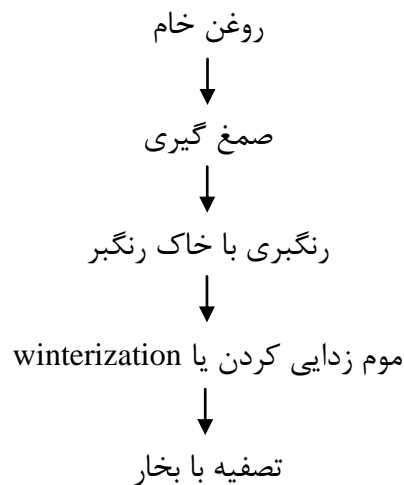 روغن خام
صمغ گیری
رنگبری با خاک رنگبر
موم زدایی کردن یا winterization
تصفیه با بخار